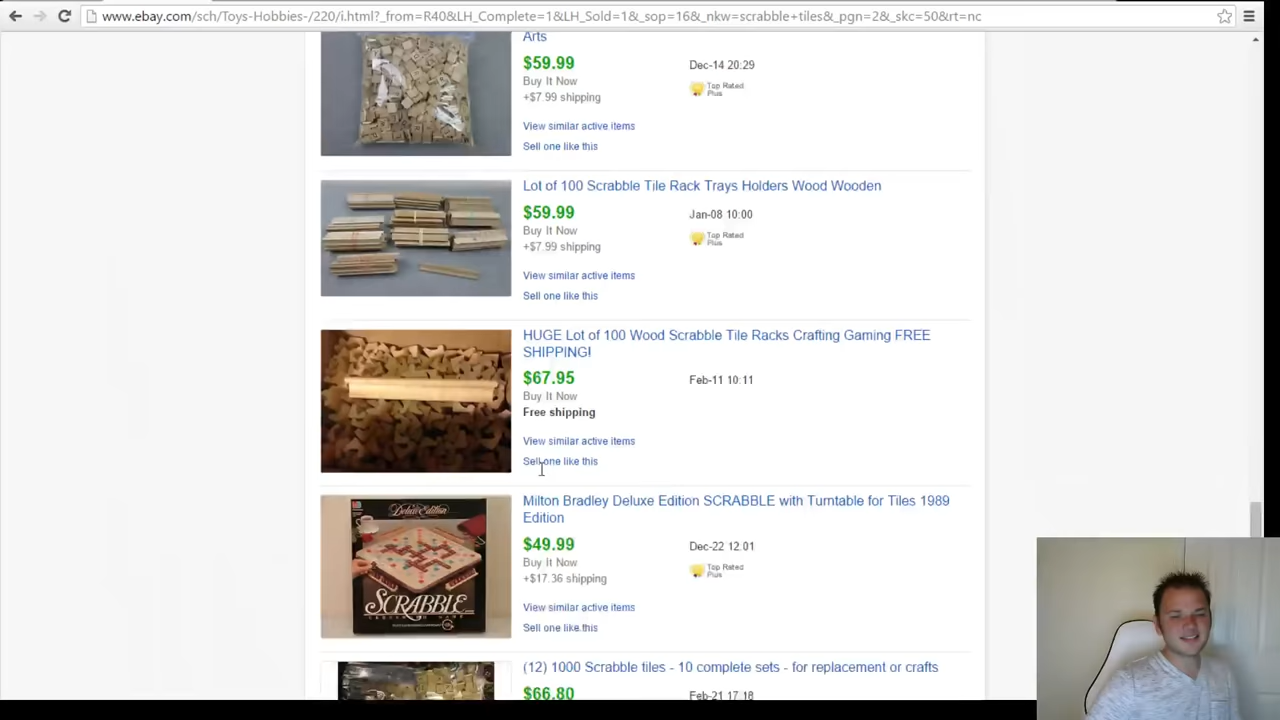 www.ebay.com/sch/Toys-Hobbies-/220/i.html?_from=R40&LH_Complete=1&LH_Sold=1&_sop=16&_nkw=scrabble+tiles&_pgn=2&_skc=50&rt=nc
Arts
$59.99
Dec-14 20:29
Buy It Now
Top Rated
Plus
+$7.99 shipping
View similar active items
Sell one like this
Lot of 100 Scrabble Tile Rack Trays Holders Wood Wooden
$59.99
Jan-08 10:00
Buy It Now
Top Rated
Plus
+$7.99 shipping
View similar active items
Sell one like this
HUGE Lot of 100 Wood Scrabble Tile Racks Crafting Gaming FREE
SHIPPING!
$67.95
Feb-11 10:11
Buy It Now
Free shipping
View similar active items
Sell one like this
Milton Bradley Deluxe Edition SCRABBLE with Turntable for Tiles 1989
Edition
$49.99
Dec-22 12:01
Buy It Now
Top Rated
Plus
+$17.36 shipping
View similar active items
Sell one like this
Deluxe Edition
SCRABBLE
(12) 1000 Scrabble tiles - 10 complete sets - for replacement or crafts
$66.80
Feb-21 17:18